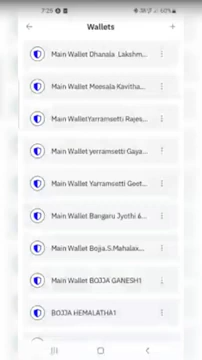 7:29
Wallets
Main Wallet Dhanala Lakshm...
Main Wallet Meesala Kavitha...
Main WalletYarramsetti Rajes...
Main Wallet yerramsetti Gaya...
Main Wallet Yarramsetti Geet...
Main Wallet Bangaru Jyothi 6...
Main Wallet Bojja.S.Mahalax...
Main Wallet BOJJA GANESH1
BOJJA HEMALATHA1